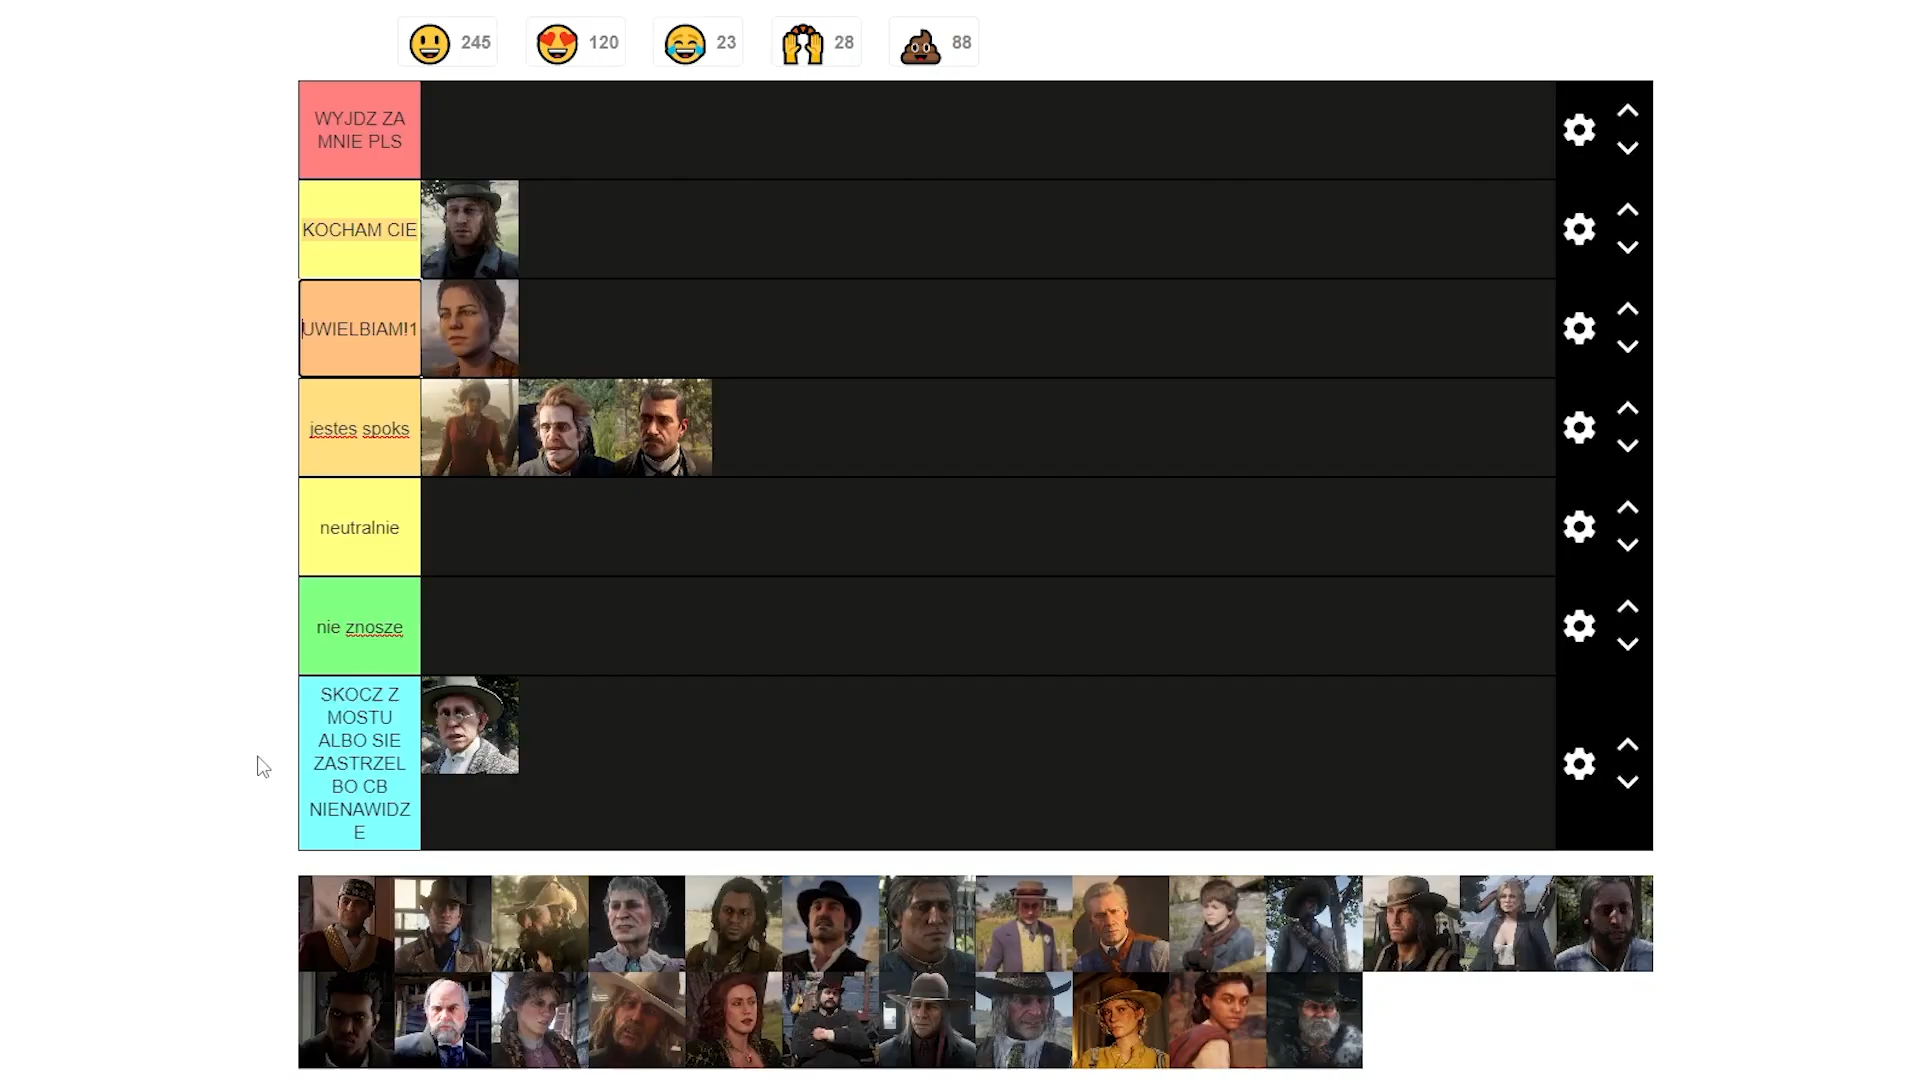 245 120 23 28 88
WYJDZ ZA
MNIE PLS
KOCHAM CIE
UWIELBIAM!1
jestes spoks
neutralnie
nie znosze
SKOCZ Z
MOSTU
ALBO SIE
ZASTRZEL
BO CB
NIENAWIDZ
E